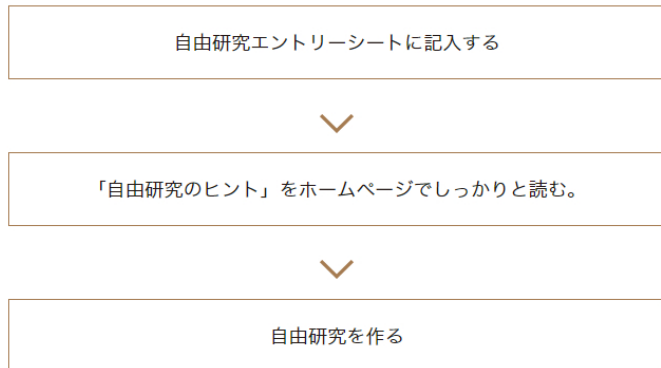 自由研究エントリーシートに記入する
「自由研究のヒント」をホームページでしっかりと読む。
自由研究を作る